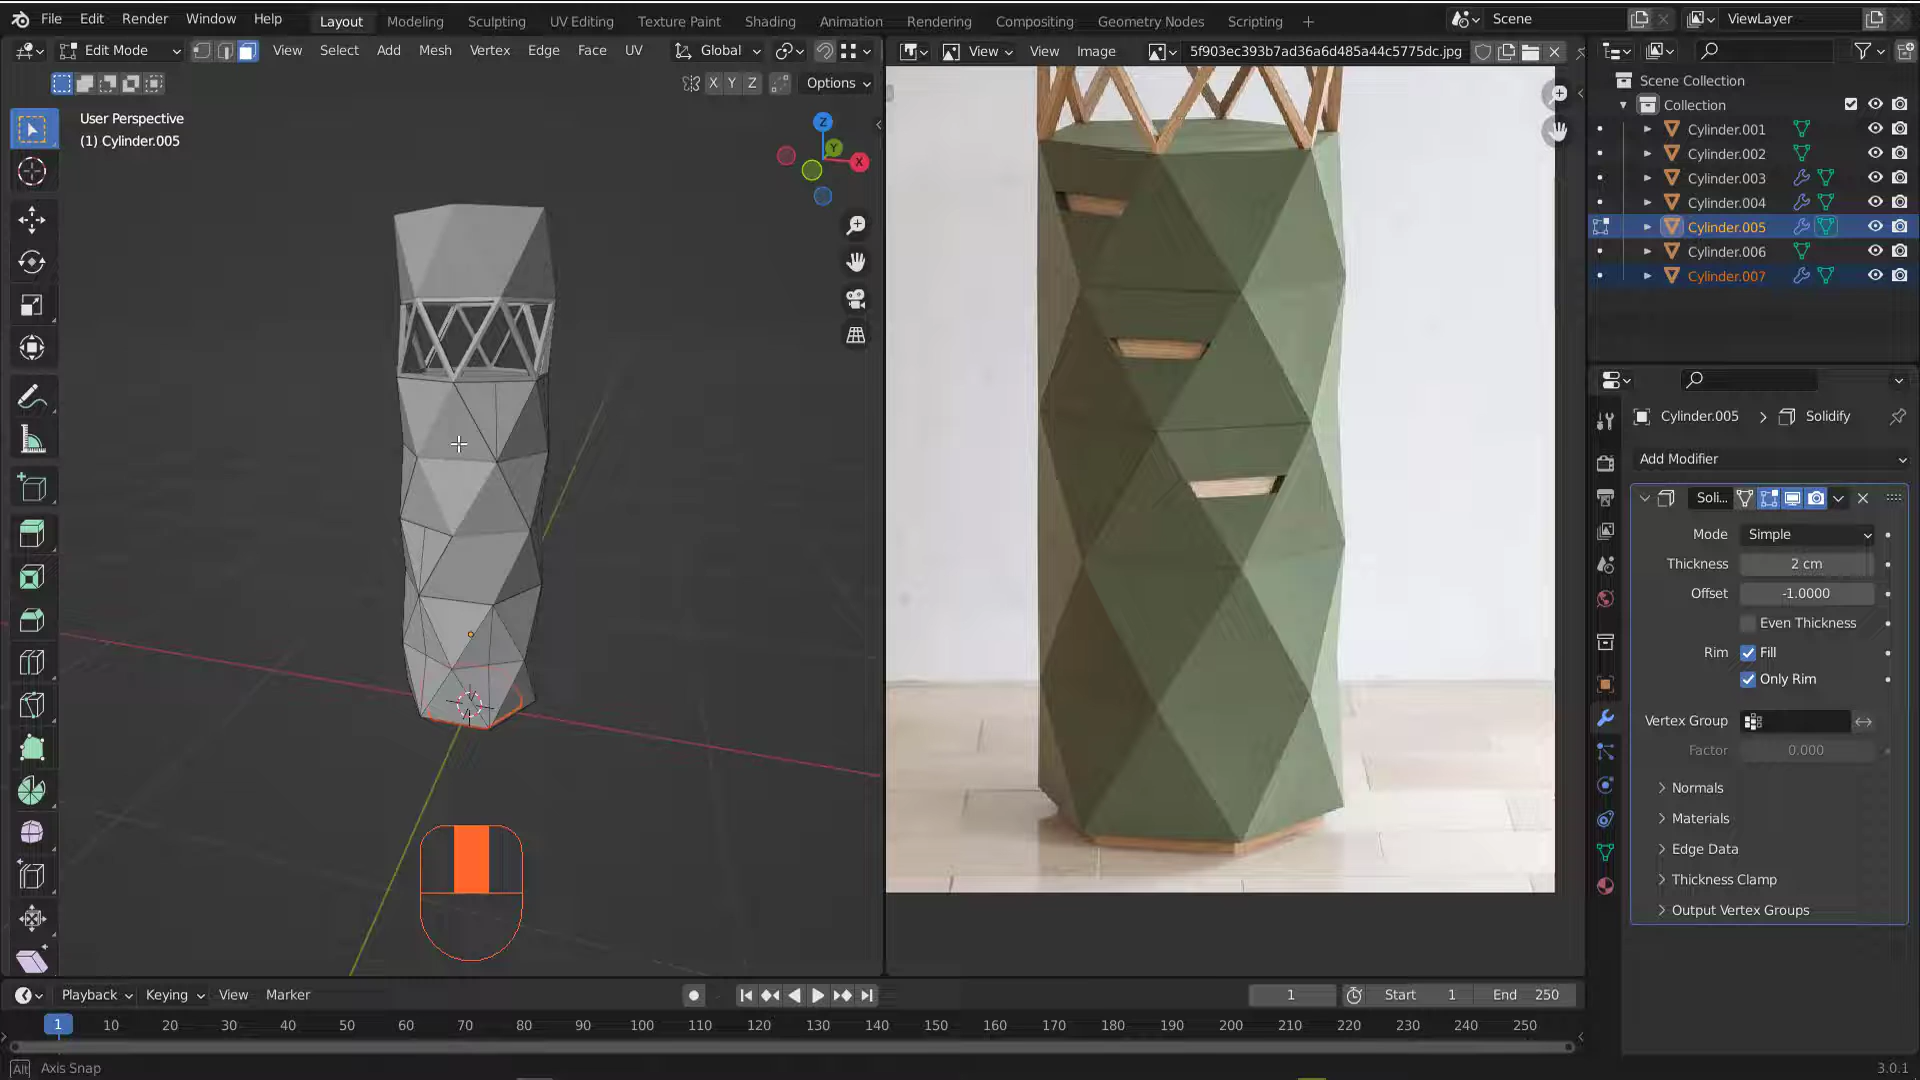 File Edit Render Window Help
Layout Modeling Sculpting UV Editing Texture Paint Shading Animation Rendering Compositing Geometry Nodes Scripting +
Scene
ViewLayer
Edit Mode View Select Add Mesh Vertex Edge Face UV Global
View View Image 5f903ec393b7ad36a6d485a44c5775dc.jpg
X Y Z Options
User Perspective
(1) Cylinder.005
Z
Y
X
Scene Collection
Collection
Cylinder.001
Cylinder.002
Cylinder.003
Cylinder.004
Cylinder.005
Cylinder.006
Cylinder.007
Cylinder.005 > Solidify
Add Modifier
Soli...
Mode Simple
Thickness 2 cm
Offset -1.0000
Even Thickness
Rim Fill
Only Rim
Vertex Group
Factor 0.000
Normals
Materials
Edge Data
Thickness Clamp
Output Vertex Groups
Playback Keying View Marker
1 Start 1 End 250
1 10 20 30 40 50 60 70 80 90 100 110 120 130 140 150 160 170 180 190 200 210 220 230 240 250
Alt Axis Snap
3.0.1